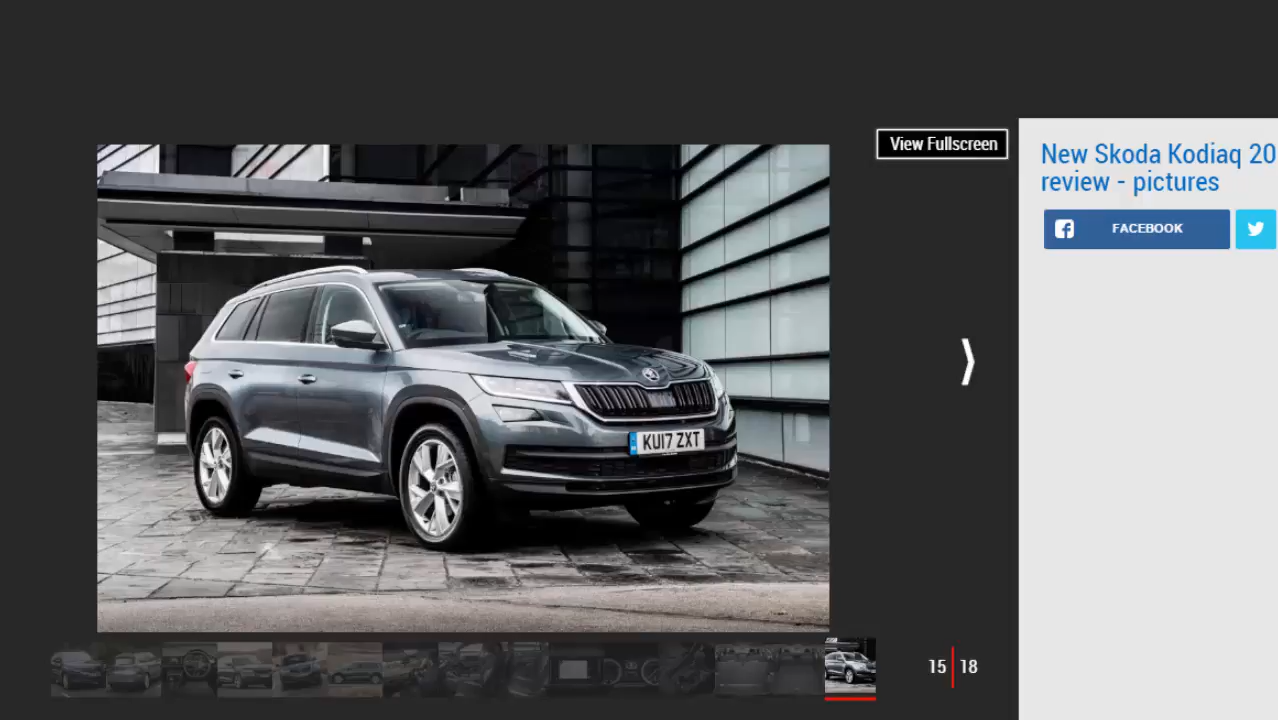 View Fullscreen
New Skoda Kodiaq 20
review - pictures
FACEBOOK
KU17 ZXT
15 18